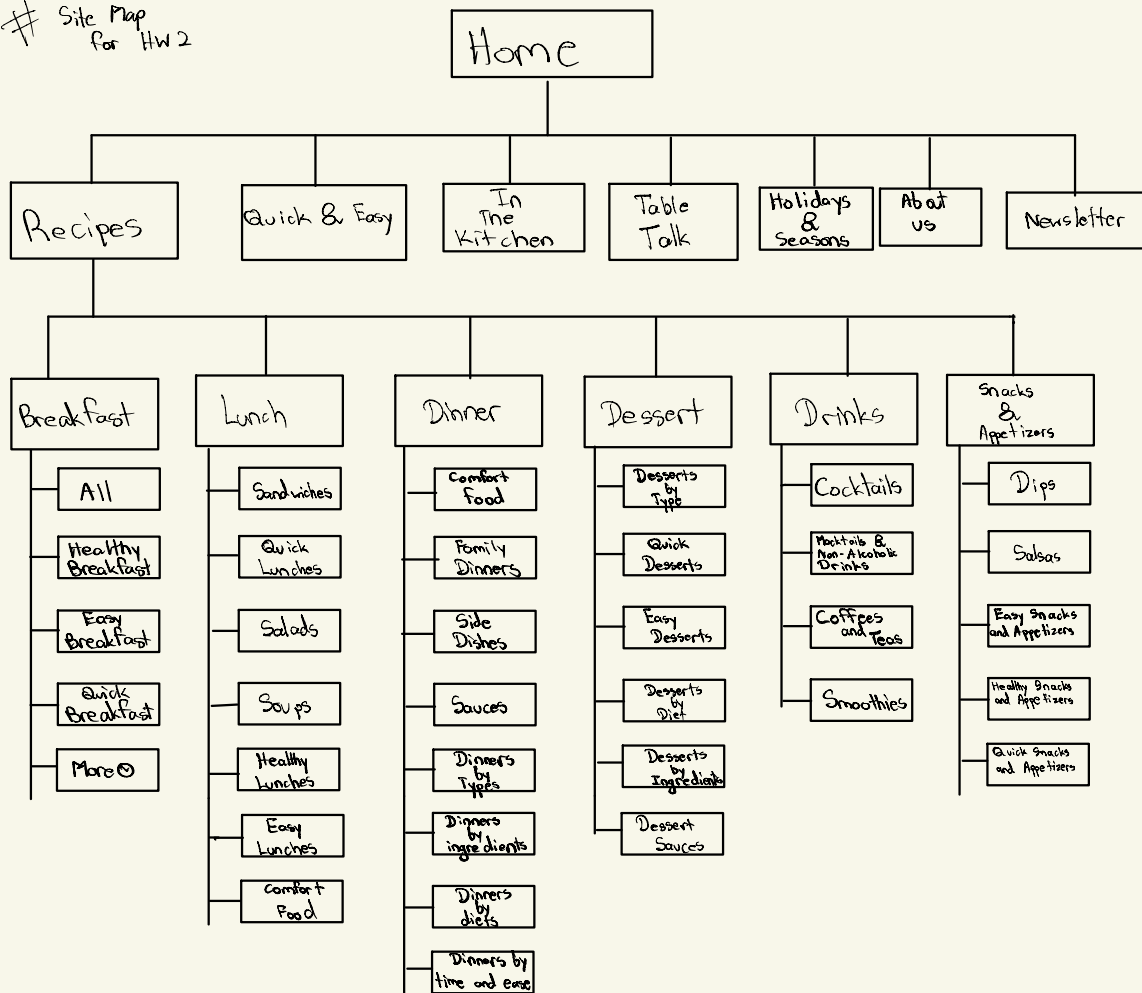 # Site Map
for HW2
Home
Recipes
Quick & Easy
In
The
Kitchen
Table
Talk
Holidays
&
Seasons
About
us
Newsletter
Breakfast
Lunch
Dinner
Dessert
Drinks
Snacks
&
Appetizers
All
Healthy
Breakfast
Easy
Breakfast
Quick
Breakfast
More
Sandwiches
Quick
Lunches
Salads
Soups
Healthy
Lunches
Easy
Lunches
Comfort
Food
Comfort
Food
Family
Dinners
Side
Dishes
Sauces
Dinners
by
Types
Dinners
by
ingredients
Dinners
by
diets
Dinners by
time and ease
Desserts
by
Type
Quick
Desserts
Easy
Desserts
Desserts
by
Diet
Desserts
by
Ingredients
Dessert
Sauces
Cocktails
Mocktails &
Non-Alcoholic
Drinks
Coffees
and Teas
Smoothies
Dips
Salsas
Easy Snacks
and Appetizers
Healthy Snacks
and Appetizers
Quick Snacks
and Appetizers